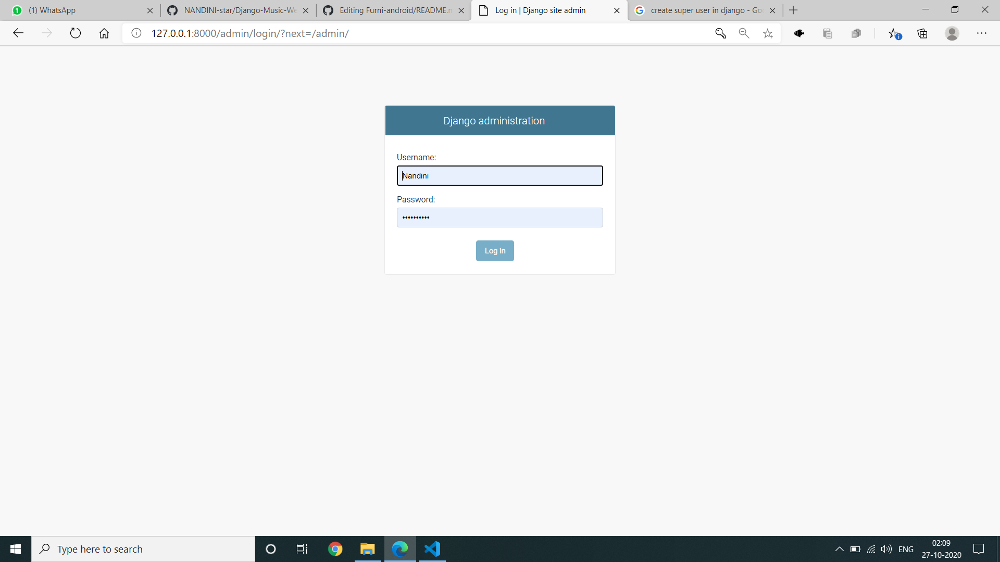 (1) WhatsApp
NANDINI-star/Django-Music-We
Editing Furni-android/README.m
Log in | Django site admin
create super user in django - Goo
127.0.0.1:8000/admin/login/?next=/admin/
Django administration
Username:
Nandini
Password:
••••••••••
Log in
Type here to search
ENG
02:09
27-10-2020